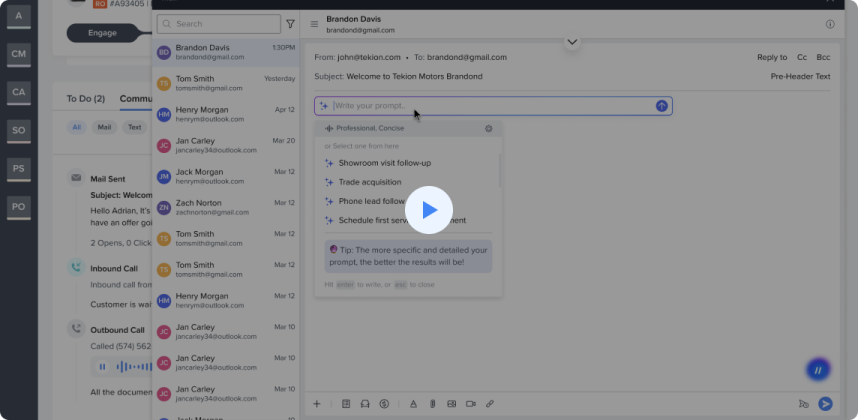 A
CM
CA
SO
PS
PO
RO #A93405 |
Engage
To Do (2) Commu
All Mail Text
Mail Sent
Subject: Welcom
Hello Adrian, It's
have an offer goi
2 Opens, 0 Click
Inbound Call
Inbound call from
Customer is wai
Outbound Call
Called (574) 562
All the documen
Search
BD Brandon Davis 1:30PM
brandond@gmail.com
TS Tom Smith Yesterday
tomsmith@gmail.com
HM Henry Morgan Apr 12
henrym@outlook.com
JC Jan Carley Mar 20
jancarley34@outlook.com
JM Jack Morgan Mar 12
henrym@outlook.com
ZN Zach Norton Mar 12
zachnorton@gmail.com
TS Tom Smith Mar 12
tomsmith@gmail.com
TS Tom Smith Mar 12
tomsmith@gmail.com
HM Henry Morgan Mar 12
henrym@outlook.com
JC Jan Carley Mar 10
jancarley34@outlook.com
JC Jan Carley Mar 10
jancarley34@outlook.com
JC Jan Carley Mar 10
jancarley34@outlook.com
Jack Morgan Mar 10
Brandon Davis
brandond@gmail.com
From: john@tekion.com • To: brandond@gmail.com Reply to Cc Bcc
Subject: Welcome to Tekion Motors Brandond Pre-Header Text
Write your prompt..
Professional, Concise
or Select one from here
Showroom visit follow-up
Trade acquisition
Phone lead follow
Schedule first serv ment
Tip: The more specific and detailed your
prompt, the better the results will be!
Hit to write, or esc to close